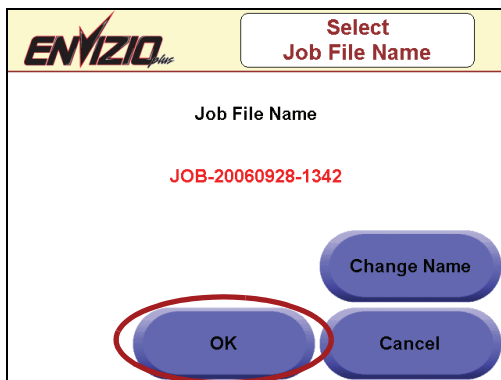 ENVIZIO plus
Select
Job File Name
Job File Name
JOB-20060928-1342
Change Name
OK
Cancel